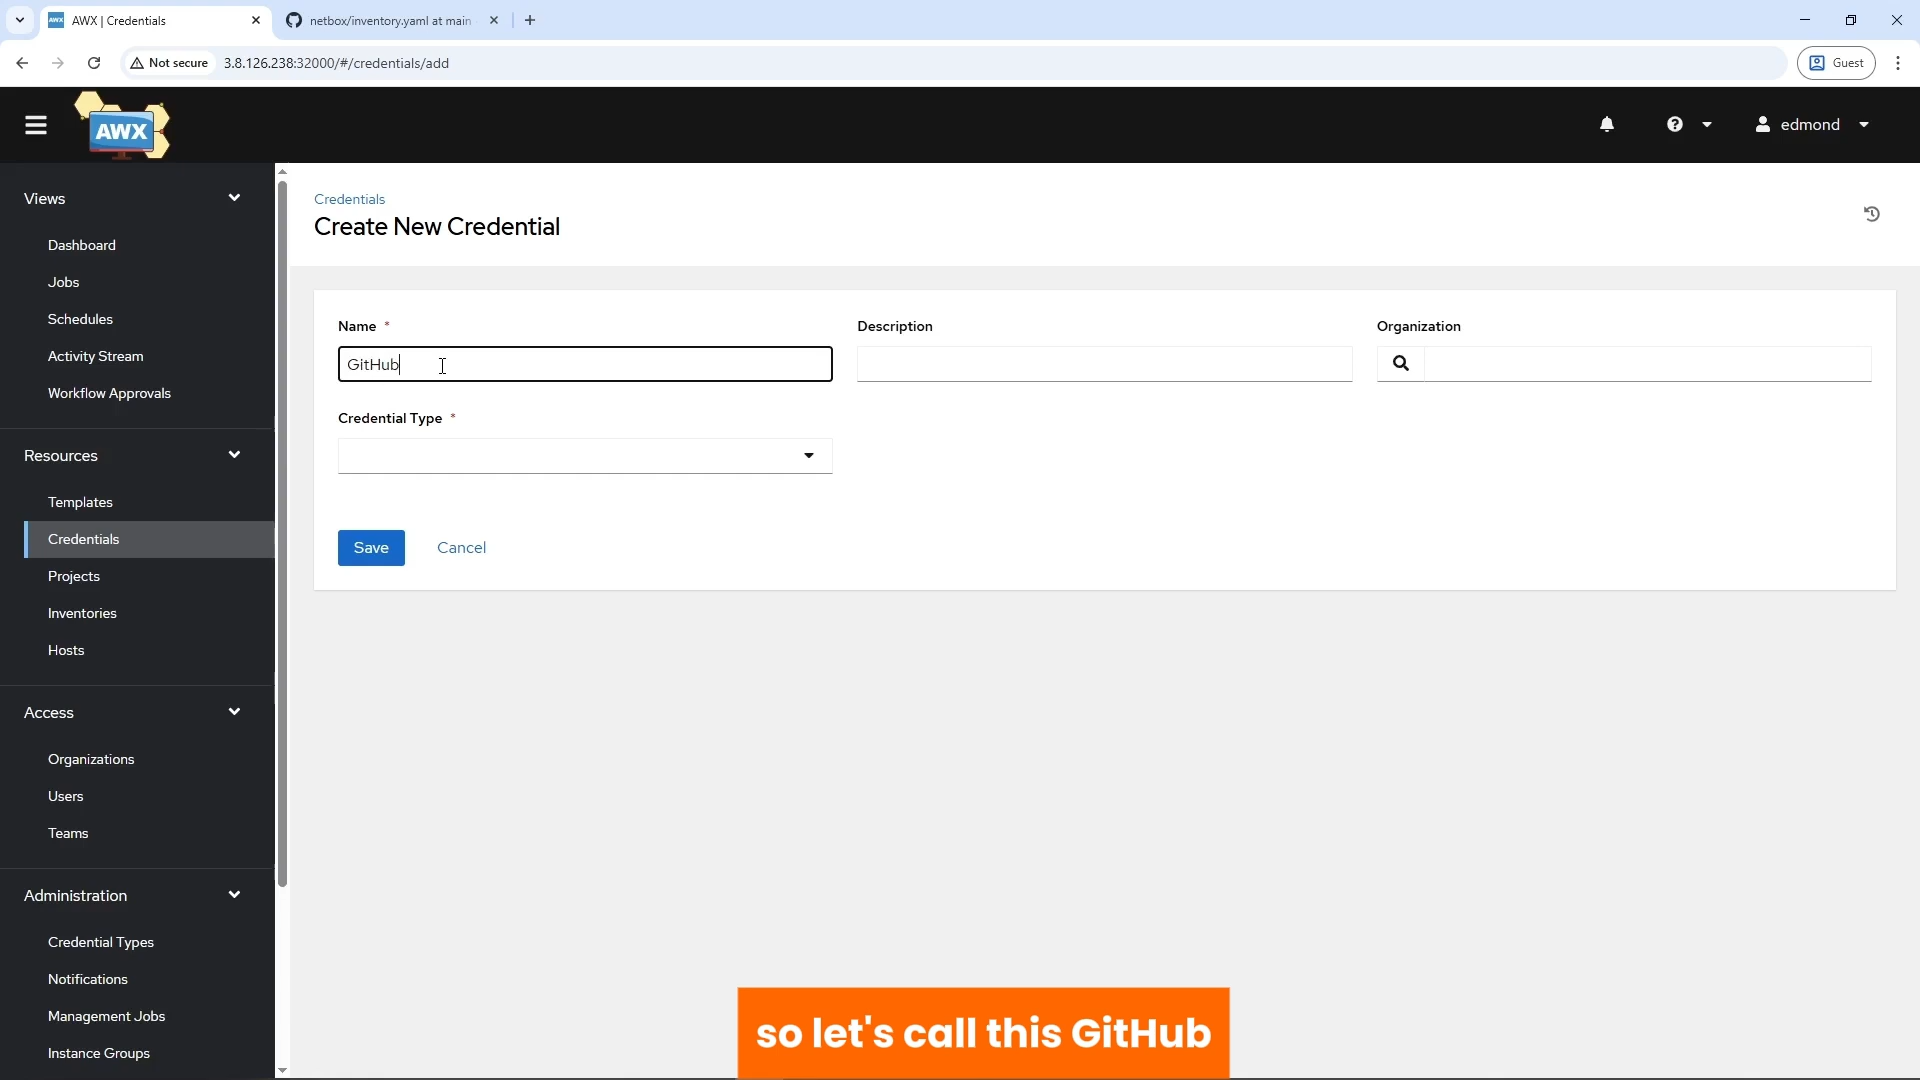 AWX | Credentials
netbox/inventory.yaml at main
Not secure
3.8.126.238:32000/#/credentials/add
Guest
AWX
edmond
Views
Dashboard
Jobs
Schedules
Activity Stream
Workflow Approvals
Resources
Templates
Credentials
Projects
Inventories
Hosts
Access
Organizations
Users
Teams
Administration
Credential Types
Notifications
Management Jobs
Instance Groups
Credentials
Create New Credential
Name *
Description
Organization
GitHub
Credential Type *
Save
Cancel
so let's call this GitHub